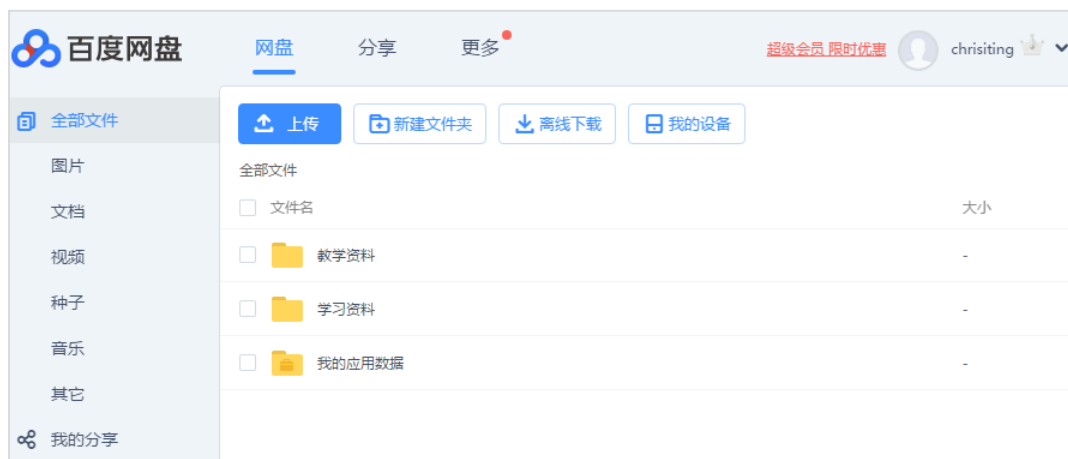 百度网盘 网盘 分享 更多 超级会员 限时优惠 chrisiting
全部文件
图片
文档
视频
种子
音乐
其它
我的分享
上传 新建文件夹 离线下载 我的设备
全部文件
文件名 大小
教学资料 -
学习资料 -
我的应用数据 -